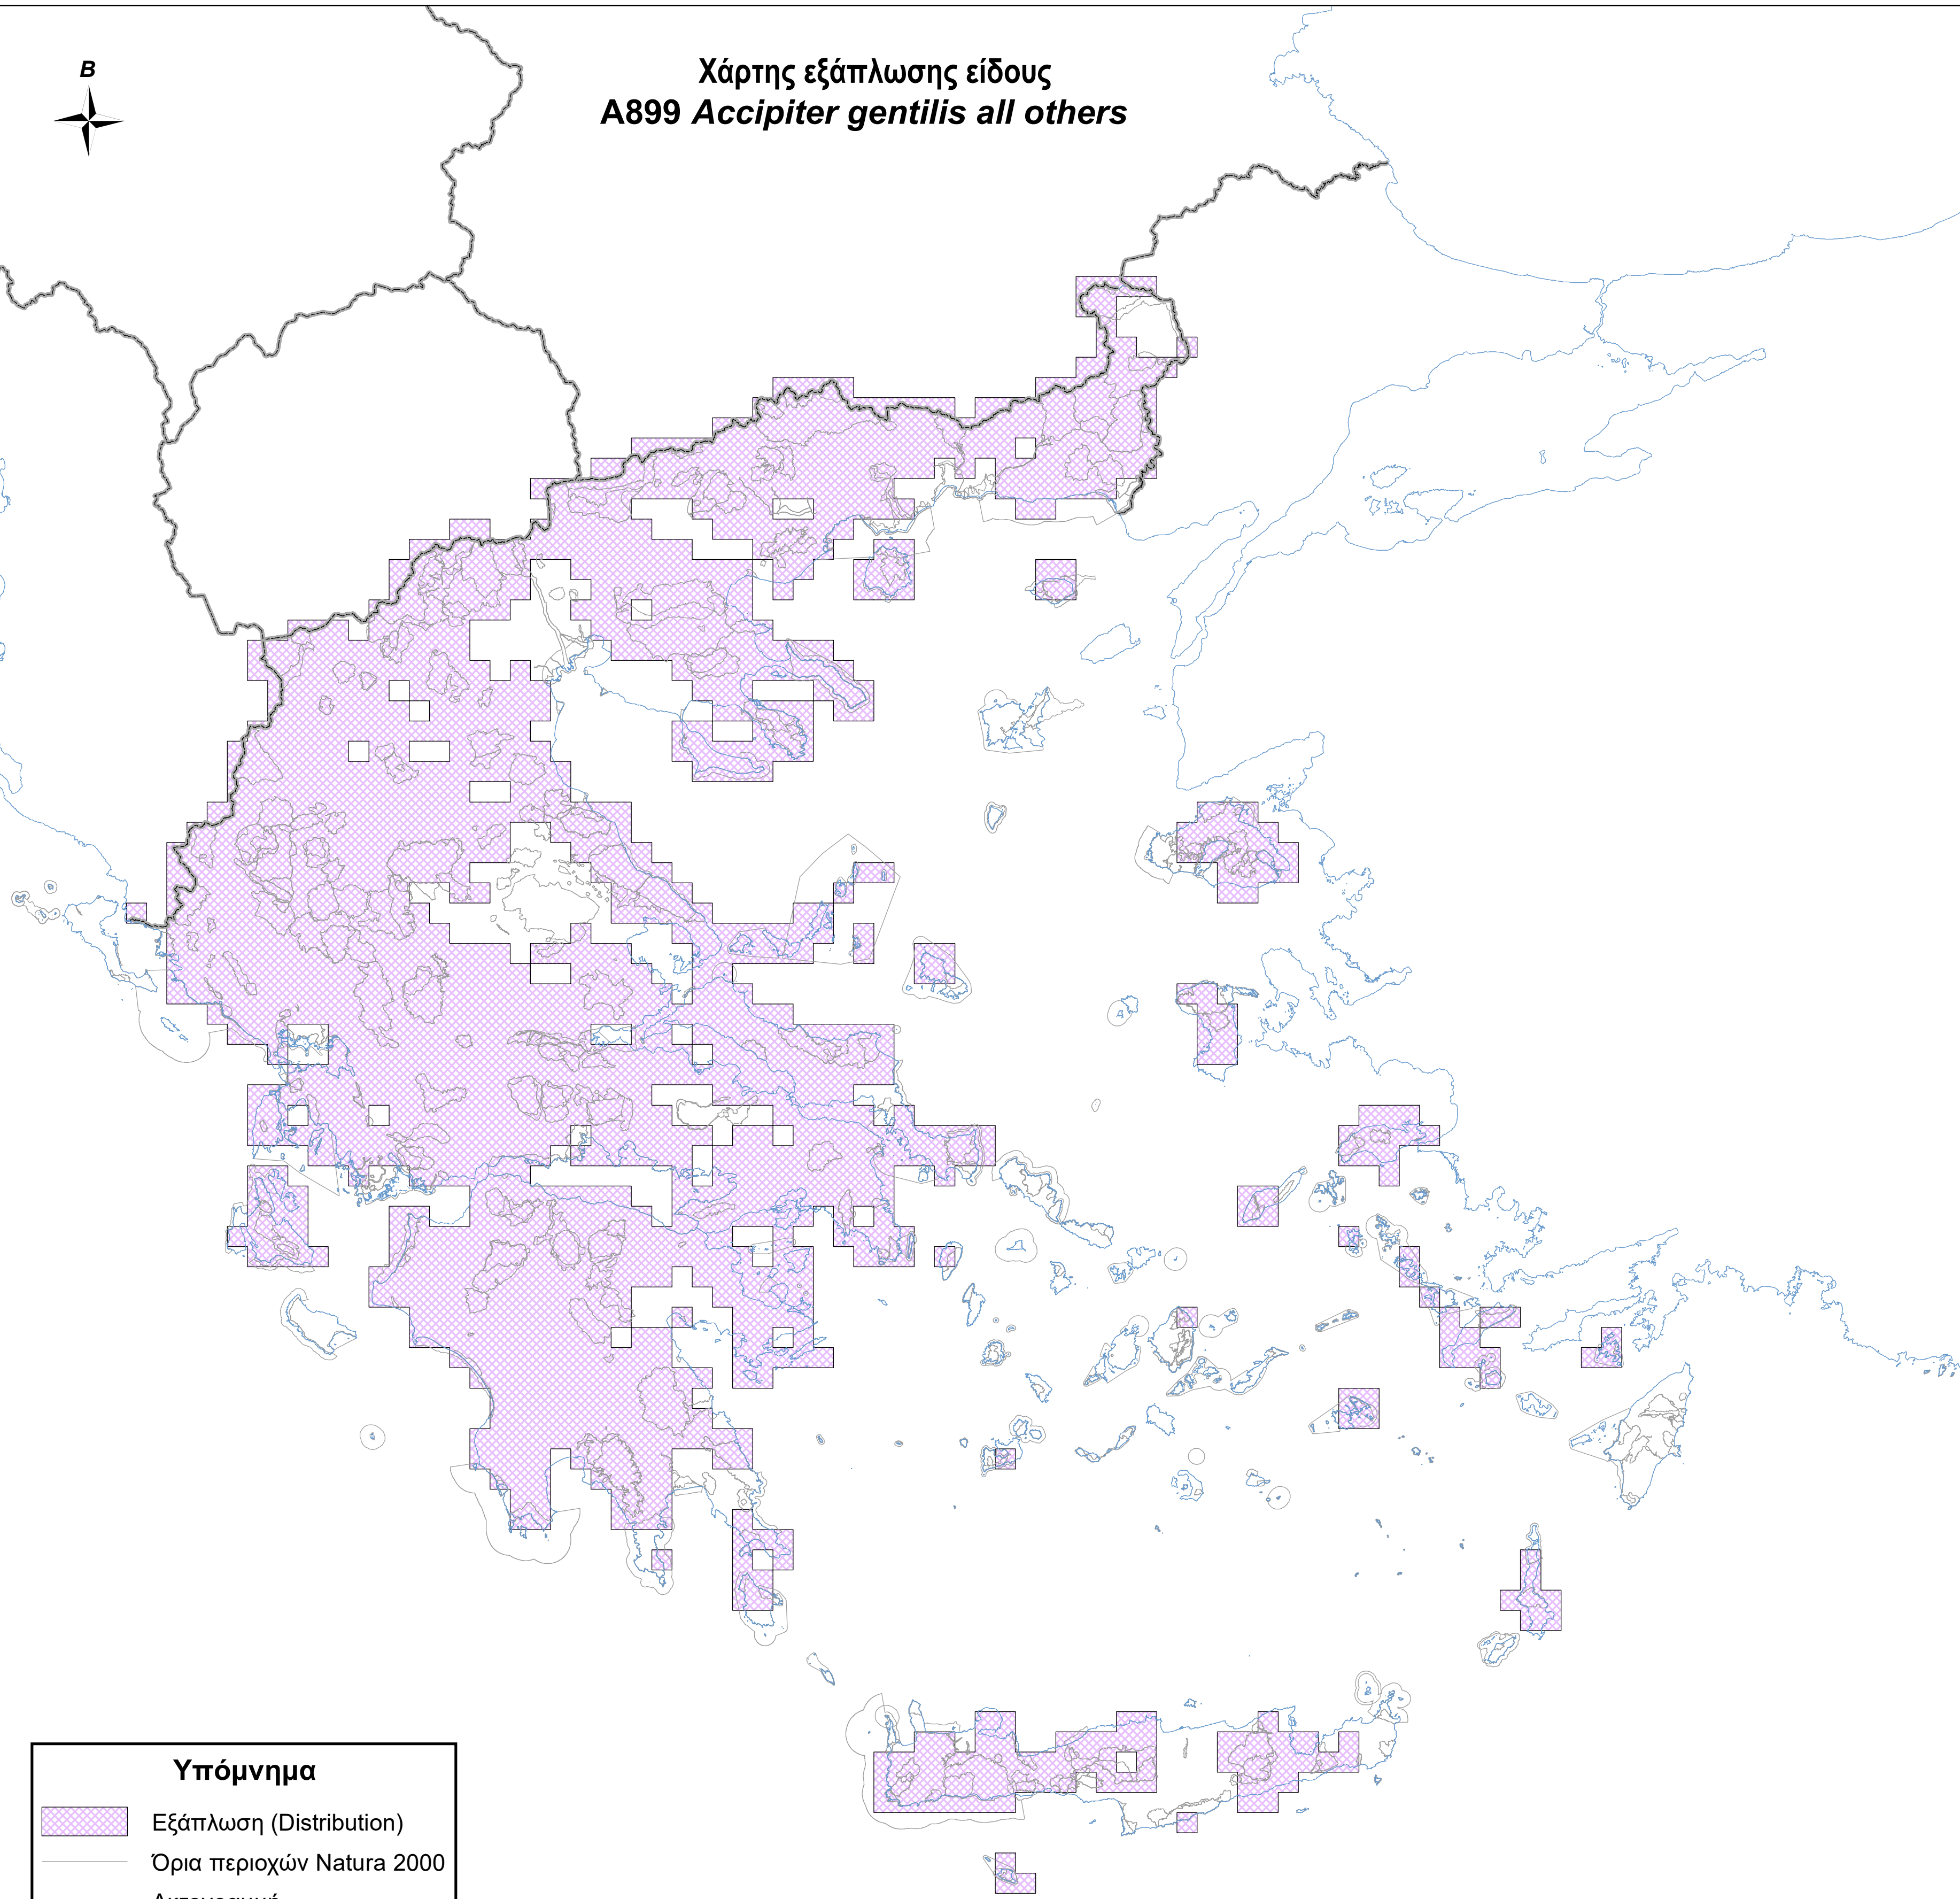 Β
Χάρτης εξάπλωσης είδους
A899 Accipiter gentilis all others
Υπόμνημα
Εξάπλωση (Distribution)
Όρια περιοχών Natura 2000